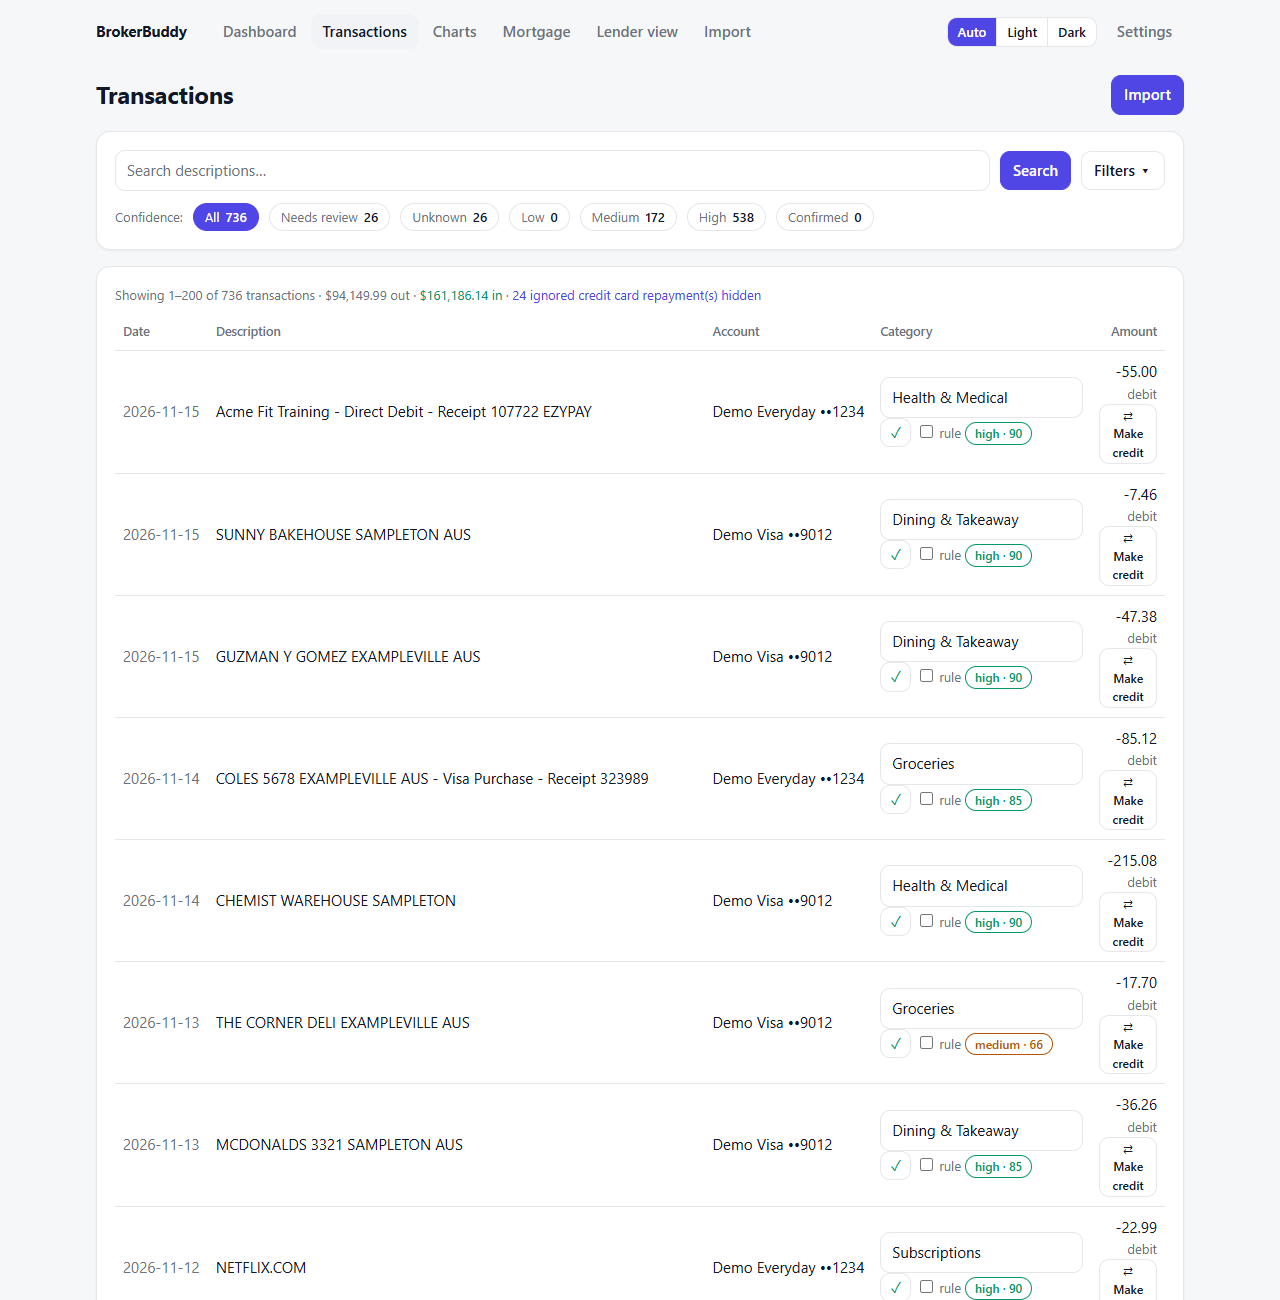 BrokerBuddy Dashboard Transactions Charts Mortgage Lender view Import Auto Light Dark Settings
Transactions Import
Search descriptions... Search Filters ▾
Confidence: All 736 Needs review 26 Unknown 26 Low 0 Medium 172 High 538 Confirmed 0
Showing 1–200 of 736 transactions · $94,149.99 out · $161,186.14 in · 24 ignored credit card repayment(s) hidden
Date Description Account Category Amount
2026-11-15 Acme Fit Training - Direct Debit - Receipt 107722 EZYPAY Demo Everyday ••1234 Health & Medical -55.00
✓ rule high · 90 debit
⇄ Make credit
2026-11-15 SUNNY BAKEHOUSE SAMPLETON AUS Demo Visa ••9012 Dining & Takeaway -7.46
✓ rule high · 90 debit
⇄ Make credit
2026-11-15 GUZMAN Y GOMEZ EXAMPLEVILLE AUS Demo Visa ••9012 Dining & Takeaway -47.38
✓ rule high · 90 debit
⇄ Make credit
2026-11-14 COLES 5678 EXAMPLEVILLE AUS - Visa Purchase - Receipt 323989 Demo Everyday ••1234 Groceries -85.12
✓ rule high · 85 debit
⇄ Make credit
2026-11-14 CHEMIST WAREHOUSE SAMPLETON Demo Visa ••9012 Health & Medical -215.08
✓ rule high · 90 debit
⇄ Make credit
2026-11-13 THE CORNER DELI EXAMPLEVILLE AUS Demo Visa ••9012 Groceries -17.70
✓ rule medium · 66 debit
⇄ Make credit
2026-11-13 MCDONALDS 3321 SAMPLETON AUS Demo Visa ••9012 Dining & Takeaway -36.26
✓ rule high · 85 debit
⇄ Make credit
2026-11-12 NETFLIX.COM Demo Everyday ••1234 Subscriptions -22.99
✓ rule high · 90 debit
⇄ Make